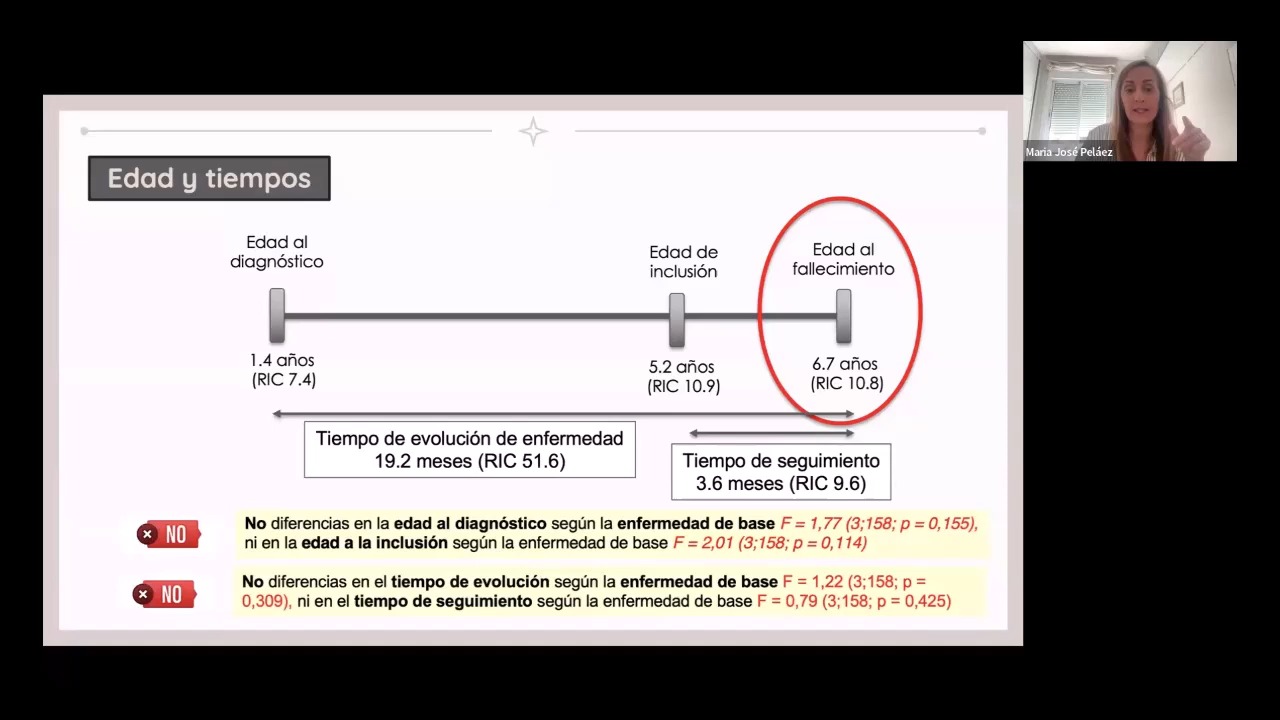 Maria José Peláez
Edad y tiempos
Edad al
diagnóstico
1.4 años
(RIC 7.4)
Edad de
inclusión
5.2 años
(RIC 10.9)
Edad al
fallecimiento
6.7 años
(RIC 10.8)
Tiempo de evolución de enfermedad
19.2 meses (RIC 51.6)
Tiempo de seguimiento
3.6 meses (RIC 9.6)
NO
No diferencias en la edad al diagnóstico según la enfermedad de base F = 1,77 (3;158; p = 0,155),
ni en la edad a la inclusión según la enfermedad de base F = 2,01 (3;158; p = 0,114)
NO
No diferencias en el tiempo de evolución según la enfermedad de base F = 1,22 (3;158; p =
0,309), ni en el tiempo de seguimiento según la enfermedad de base F = 0,79 (3;158; p = 0,425)